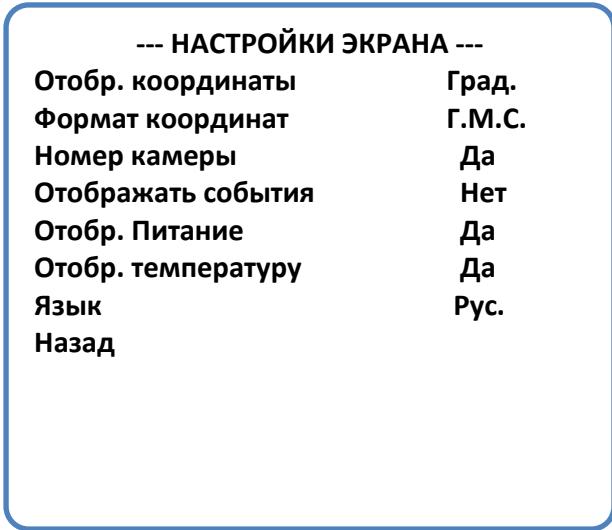 --- НАСТРОЙКИ ЭКРАНА ---
Отобр. координаты Град.
Формат координат Г.М.С.
Номер камеры Да
Отображать события Нет
Отобр. Питание Да
Отобр. температуру Да
Язык Рус.
Назад